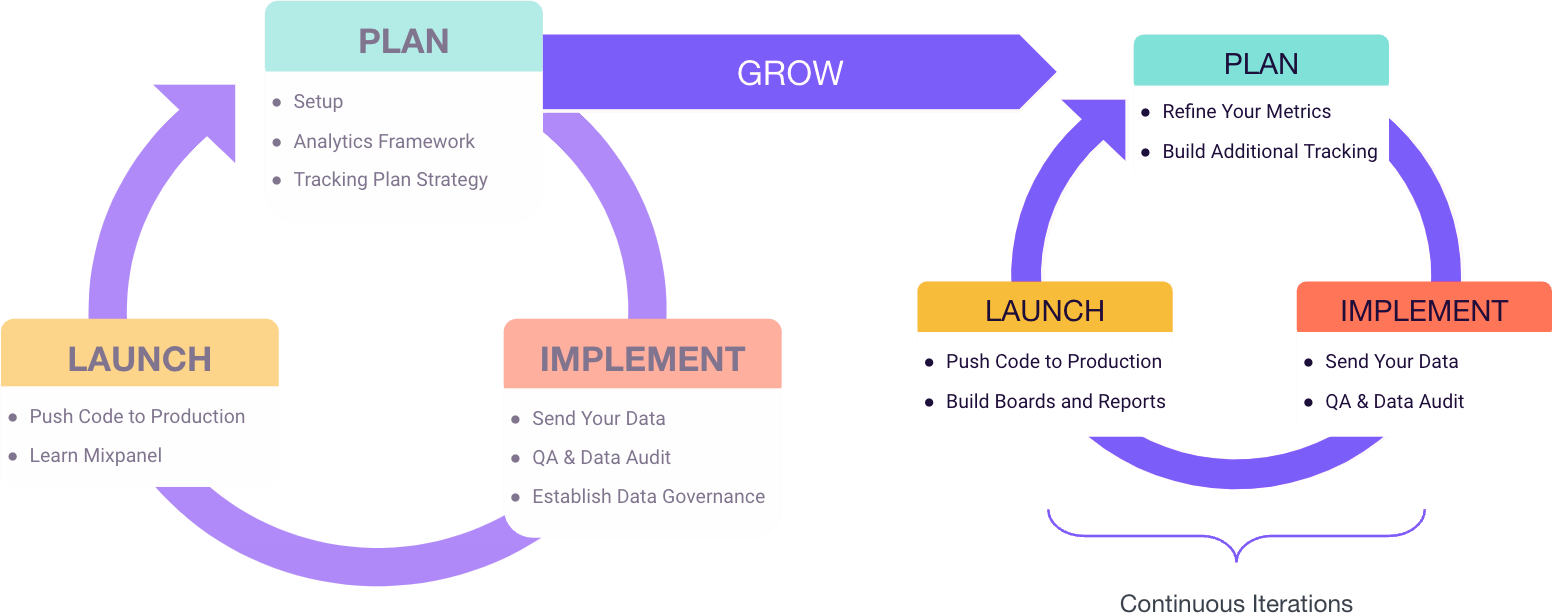 PLAN
● Setup
● Analytics Framework
● Tracking Plan Strategy
LAUNCH
● Push Code to Production
● Learn Mixpanel
IMPLEMENT
● Send Your Data
● QA & Data Audit
● Establish Data Governance
GROW
PLAN
● Refine Your Metrics
● Build Additional Tracking
LAUNCH
● Push Code to Production
● Build Boards and Reports
IMPLEMENT
● Send Your Data
● QA & Data Audit
Continuous Iterations